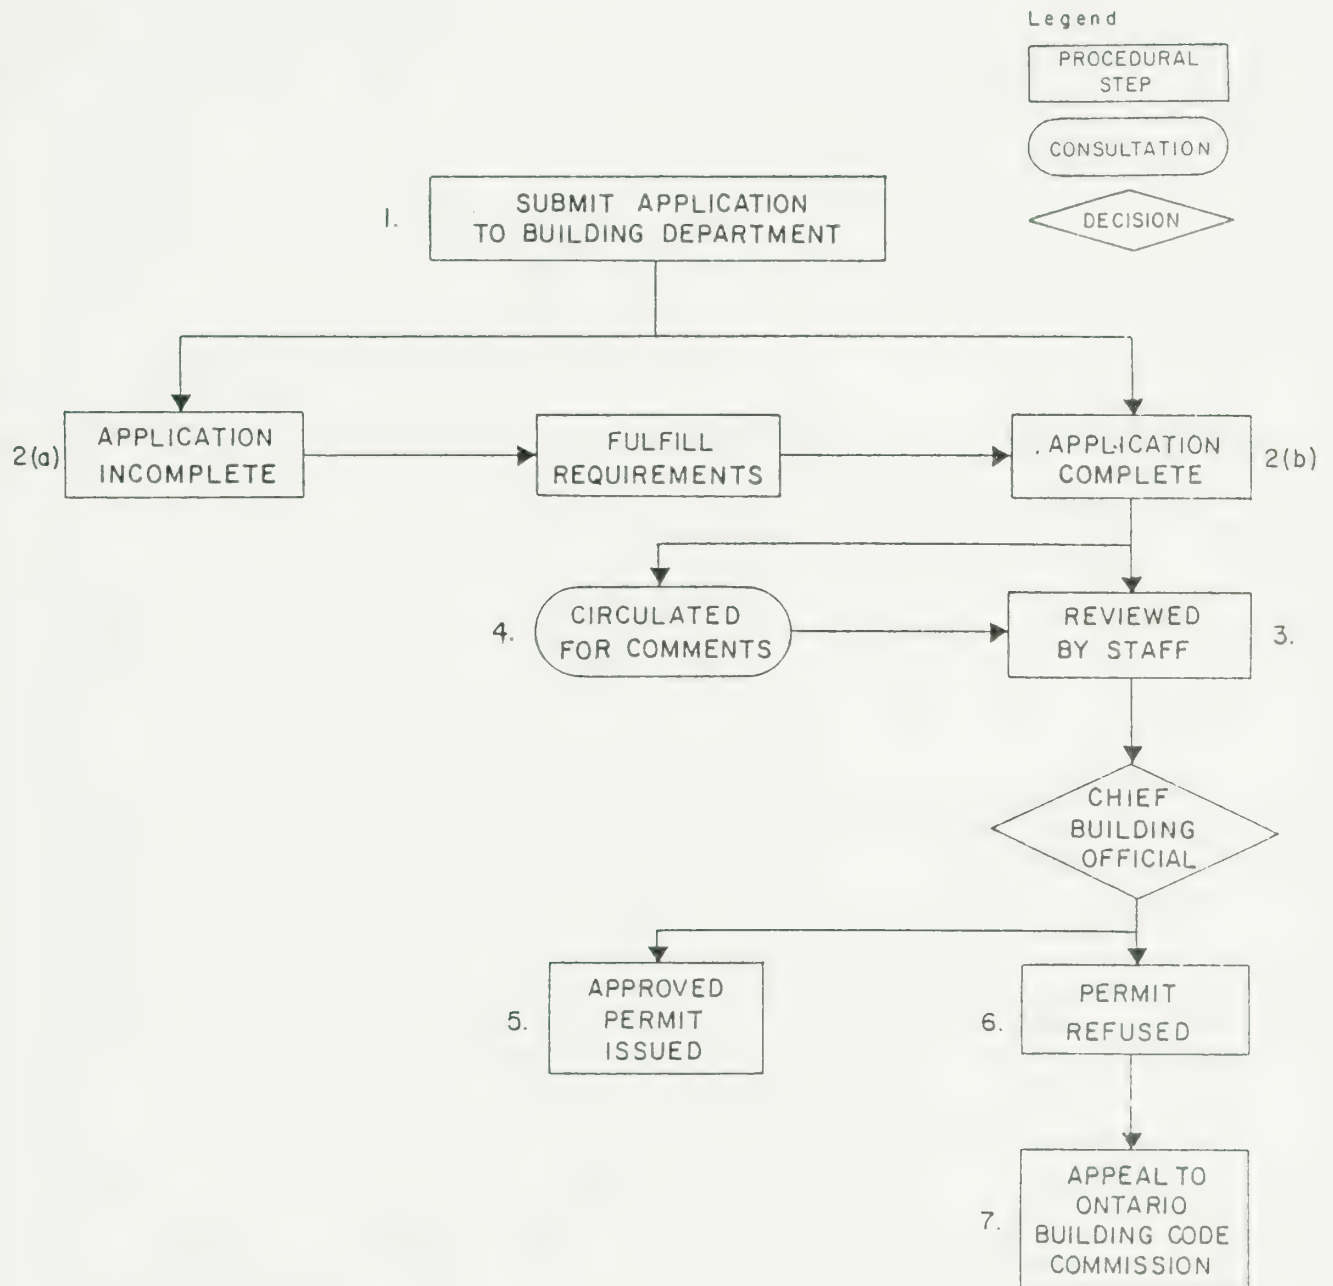 Legend
PROCEDURAL
STEP
CONSULTATION
DECISION
1.
SUBMIT APPLICATION
TO BUILDING DEPARTMENT
2(a)
APPLICATION
INCOMPLETE
FULFILL
REQUIREMENTS
APPLICATION
COMPLETE
2(b)
4.
CIRCULATED
FOR COMMENTS
REVIEWED
BY STAFF
3.
CHIEF
BUILDING
OFFICIAL
5.
APPROVED
PERMIT
ISSUED
6.
PERMIT
REFUSED
7.
APPEAL TO
ONTARIO
BUILDING CODE
COMMISSION